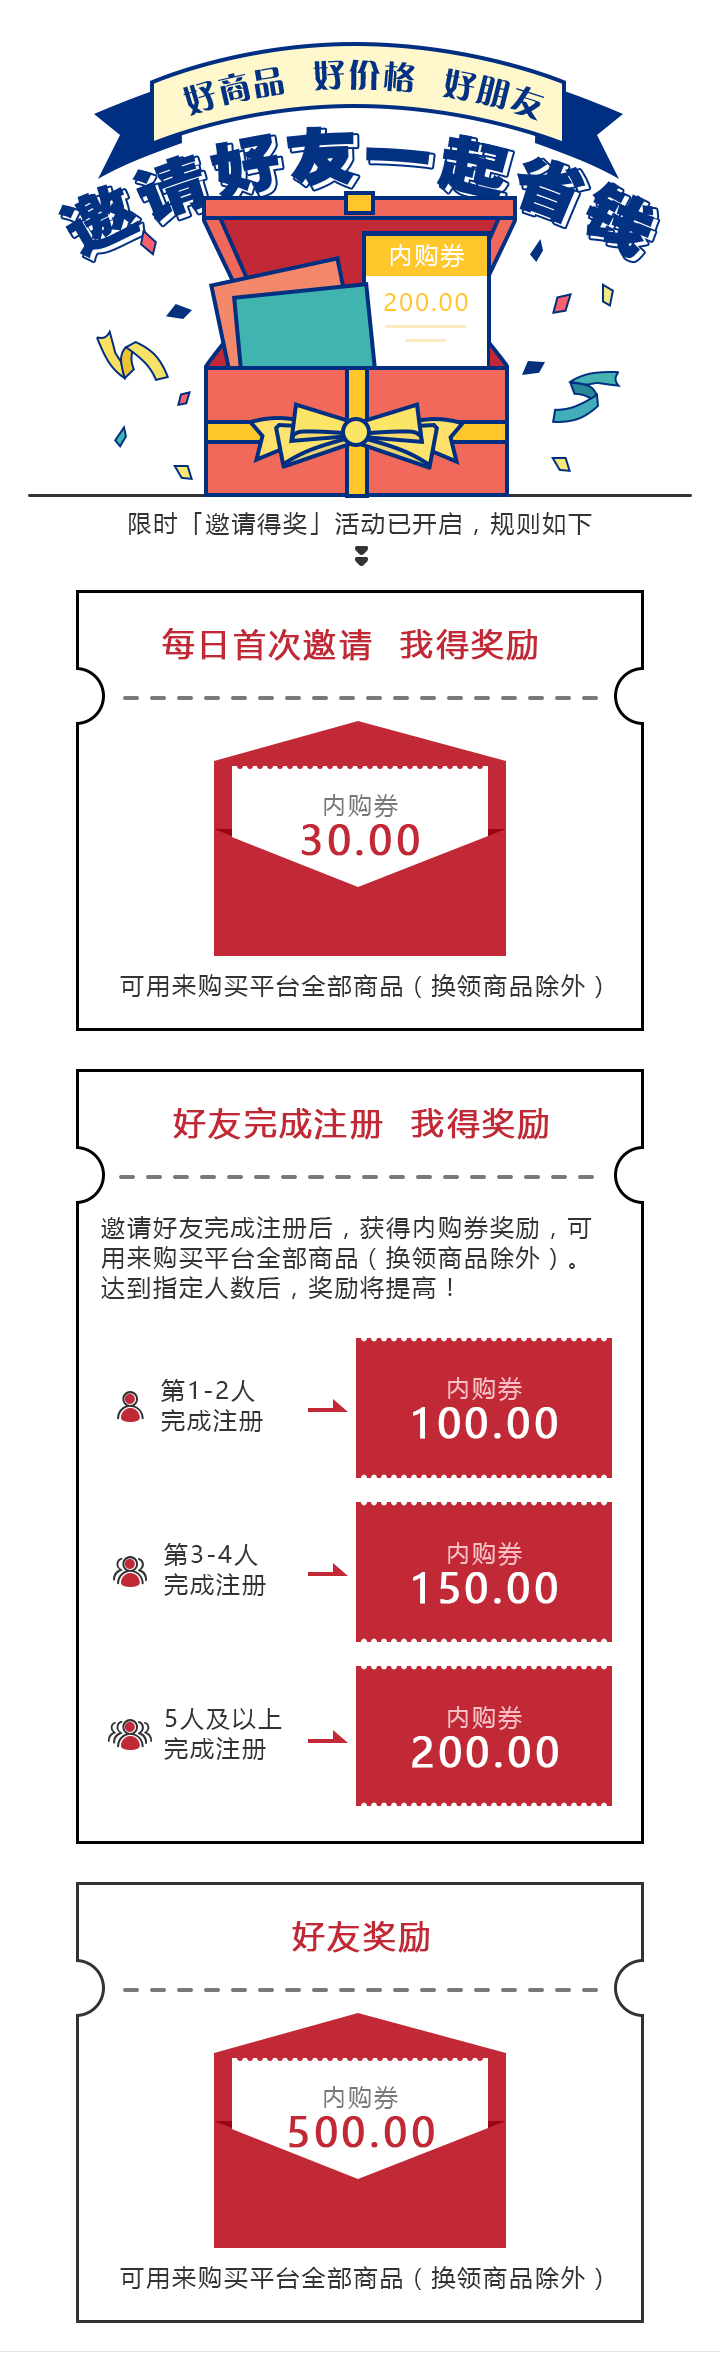 好商品 好价格 好朋友
邀请好友一起省钱
内购券
200.00
限时「邀请得奖」活动已开启，规则如下
每日首次邀请 我得奖励
内购券
30.00
可用来购买平台全部商品（换领商品除外）
好友完成注册 我得奖励
邀请好友完成注册后，获得内购券奖励，可
用来购买平台全部商品（换领商品除外）。
达到指定人数后，奖励将提高！
第1-2人
完成注册
内购券
100.00
第3-4人
完成注册
内购券
150.00
5人及以上
完成注册
内购券
200.00
好友奖励
内购券
500.00
可用来购买平台全部商品（换领商品除外）